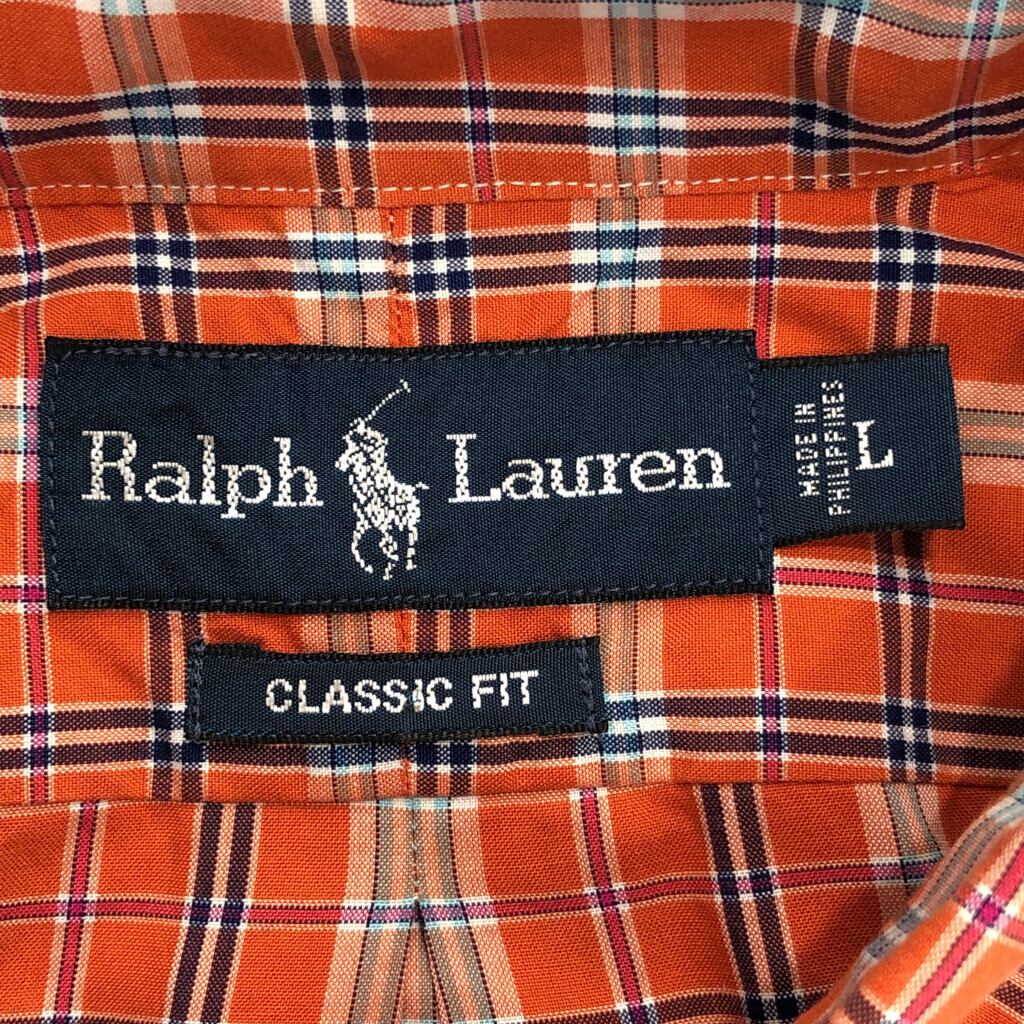 Ralph Lauren
MADE IN
PHILIPPINES
L
CLASSIC FIT